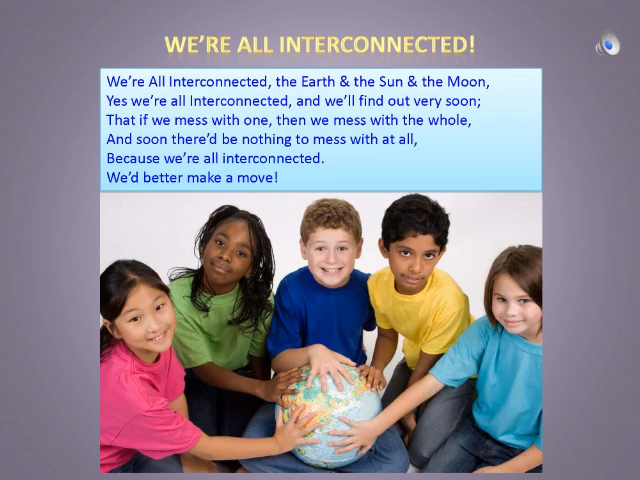 WE'RE ALL INTERCONNECTED!
We're All Interconnected, the Earth & the Sun & the Moon,
Yes we're all Interconnected, and we'll find out very soon;
That if we mess with one, then we mess with the whole,
And soon there'd be nothing to mess with at all,
Because we're all interconnected.
We'd better make a move!